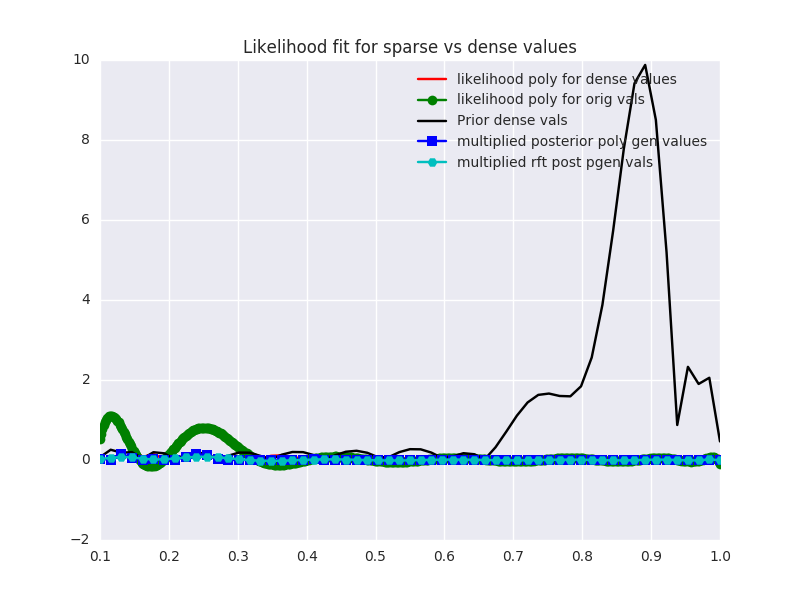 Likelihood fit for sparse vs dense values
10
8
6
4
2
0
−2
likelihood poly for dense values
likelihood poly for orig vals
Prior dense vals
multiplied posterior poly gen values
multiplied rft post pgen vals
0.1 0.2 0.3 0.4 0.5 0.6 0.7 0.8 0.9 1.0